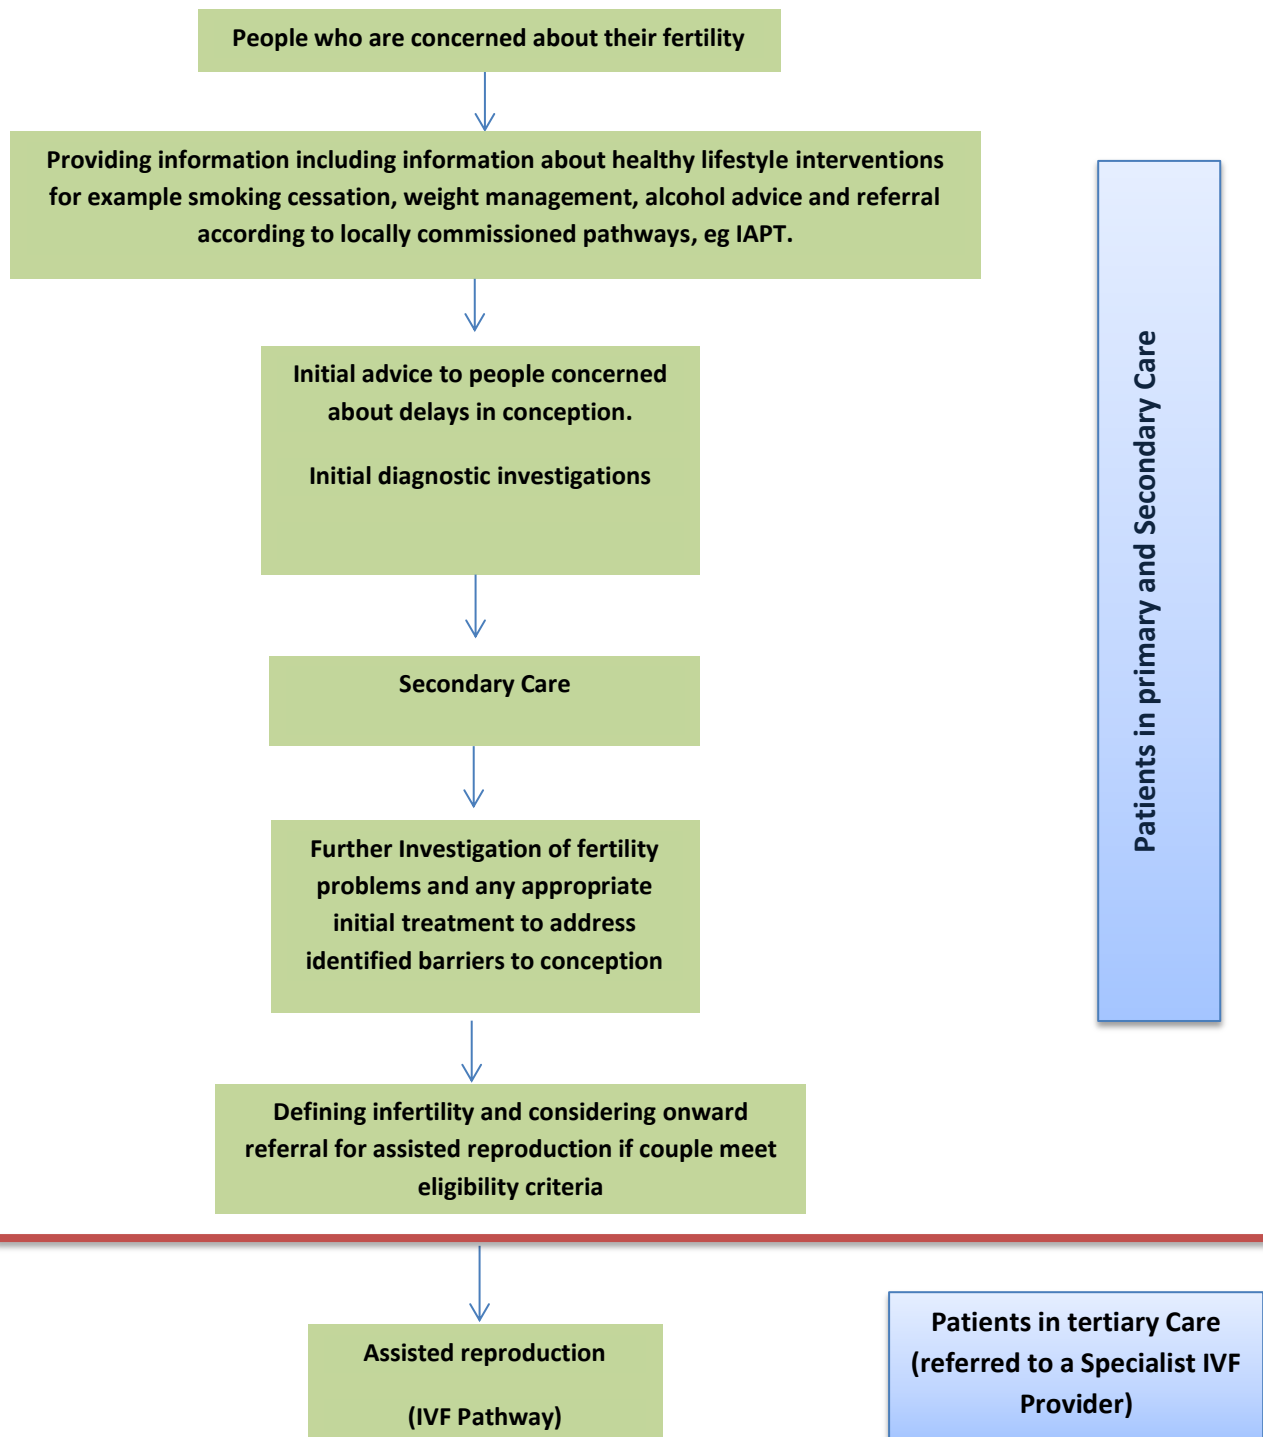 People who are concerned about their fertility
Providing information including information about healthy lifestyle interventions
for example smoking cessation, weight management, alcohol advice and referral
according to locally commissioned pathways, eg IAPT.
Initial advice to people concerned
about delays in conception.
Initial diagnostic investigations
Secondary Care
Further Investigation of fertility
problems and any appropriate
initial treatment to address
identified barriers to conception
Defining infertility and considering onward
referral for assisted reproduction if couple meet
eligibility criteria
Patients in primary and Secondary Care
Assisted reproduction
(IVF Pathway)
Patients in tertiary Care
(referred to a Specialist IVF
Provider)